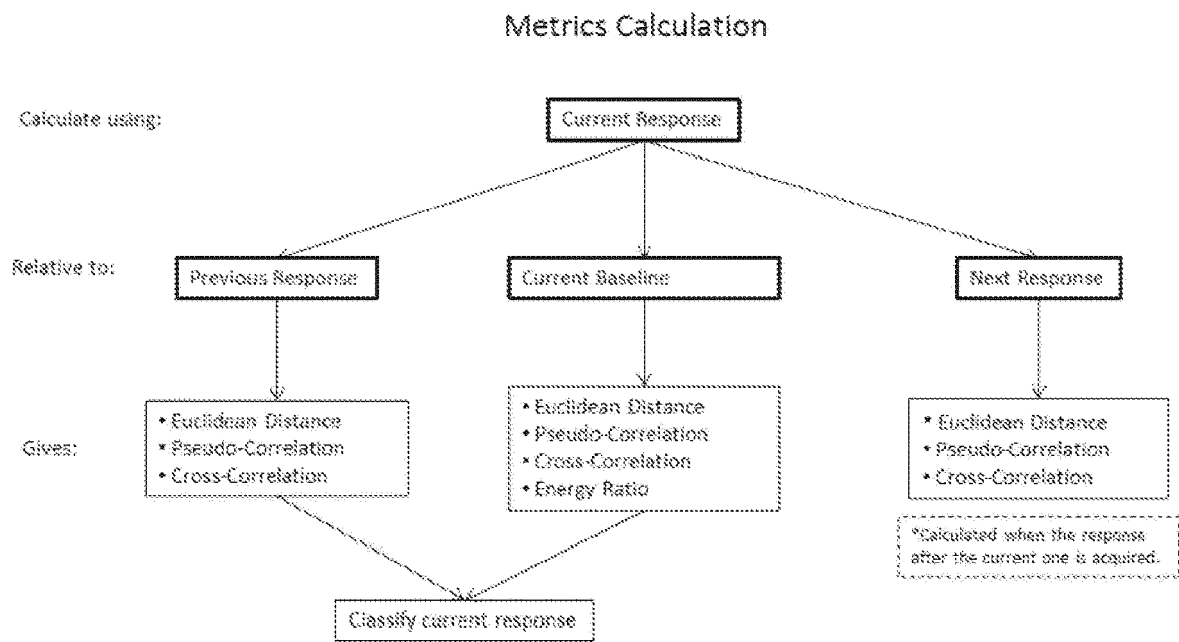 Metrics Calculation
Calculate using:
Current Response
Relative to:
Previous Response
Current Baseline
Next Response
Gives:
• Euclidean Distance
• Pseudo-Correlation
• Cross-Correlation
• Euclidean Distance
• Pseudo-Correlation
• Cross-Correlation
• Energy Ratio
• Euclidean Distance
• Pseudo-Correlation
• Cross-Correlation
*Calculated when the response
after the current one is acquired.
Classify current response